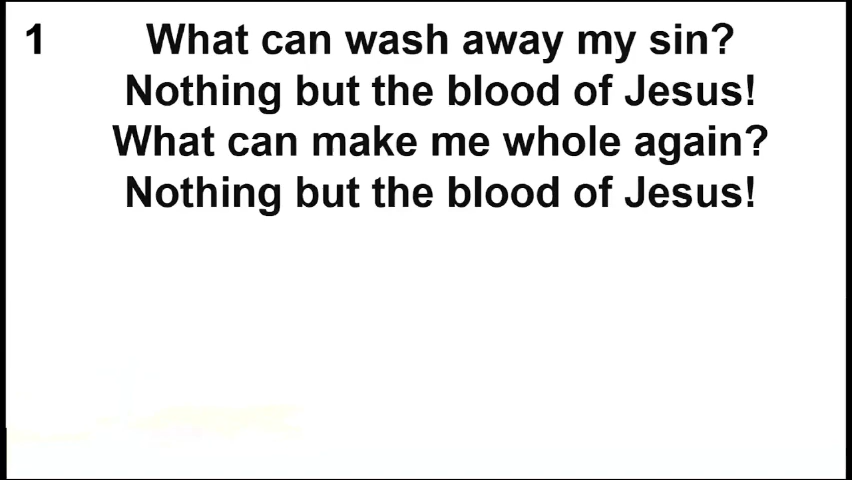 1 What can wash away my sin?
Nothing but the blood of Jesus!
What can make me whole again?
Nothing but the blood of Jesus!